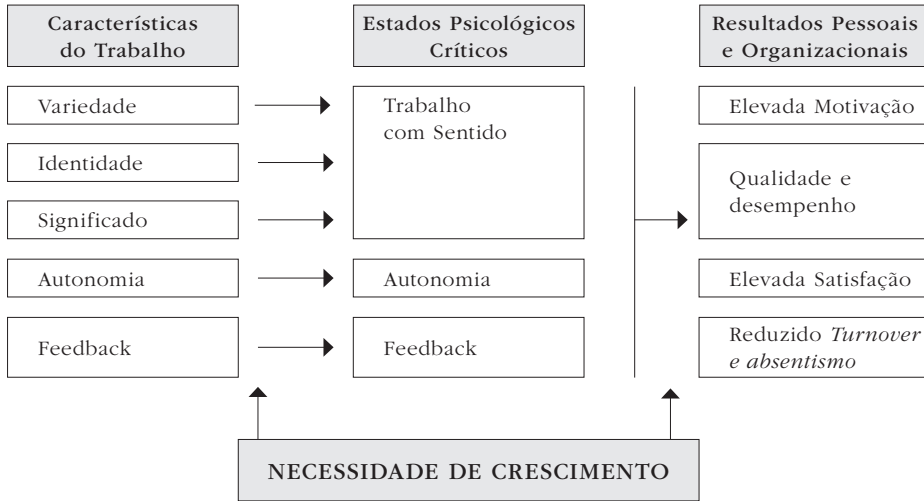 Características
do Trabalho
Estados Psicológicos
Críticos
Resultados Pessoais
e Organizacionais
Variedade
Identidade
Significado
Autonomia
Feedback
Trabalho
com Sentido
Autonomia
Feedback
Elevada Motivação
Qualidade e
desempenho
Elevada Satisfação
Reduzido Turnover
e absentismo
NECESSIDADE DE CRESCIMENTO